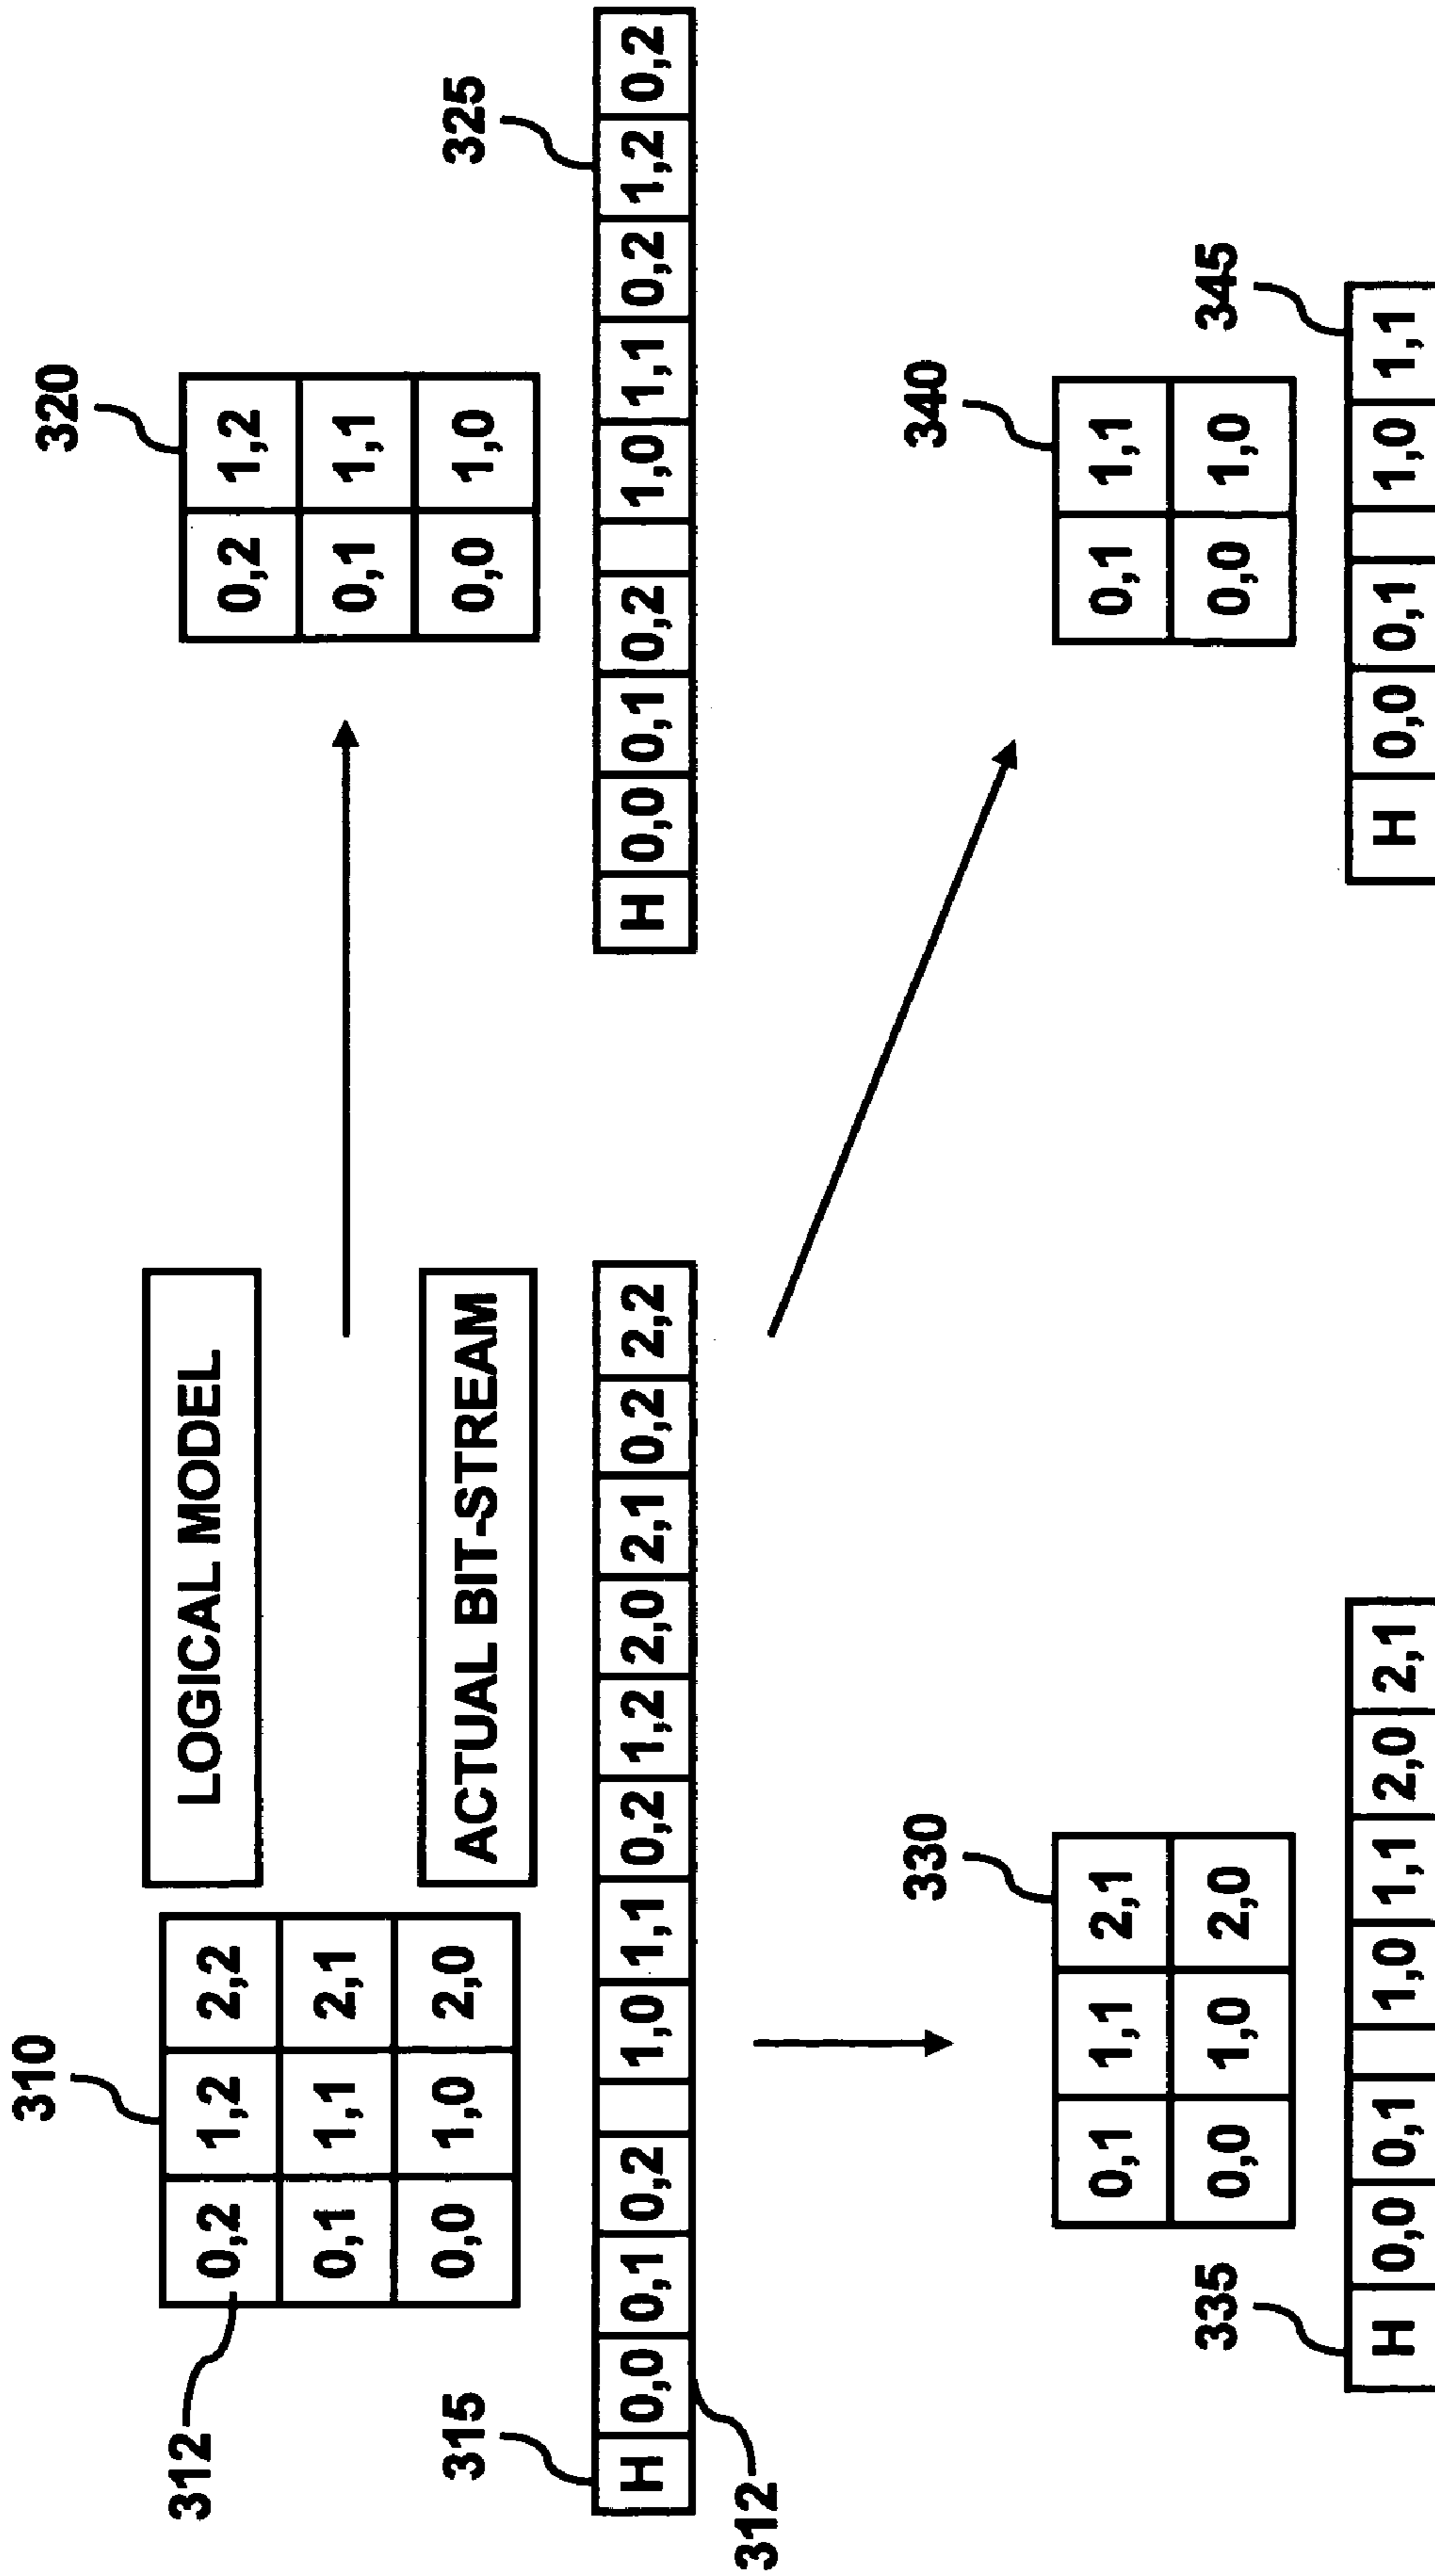 310
320
312
0,2 1,2 2,2
0,1 1,1 2,1
0,0 1,0 2,0
LOGICAL MODEL
0,2 1,2
0,1 1,1
0,0 1,0
ACTUAL BIT-STREAM
315
325
H 0,0 0,1 0,2 1,0 1,1 0,2 1,2 2,0 2,1 0,2 2,2
H 0,0 0,1 0,2 1,0 1,1 0,2 1,2 0,2
312
330
340
0,1 1,1 2,1
0,0 1,0 2,0
0,1 1,1
0,0 1,0
335
345
H 0,0 0,1 1,0 1,1 2,0 2,1
H 0,0 0,1 1,0 1,1